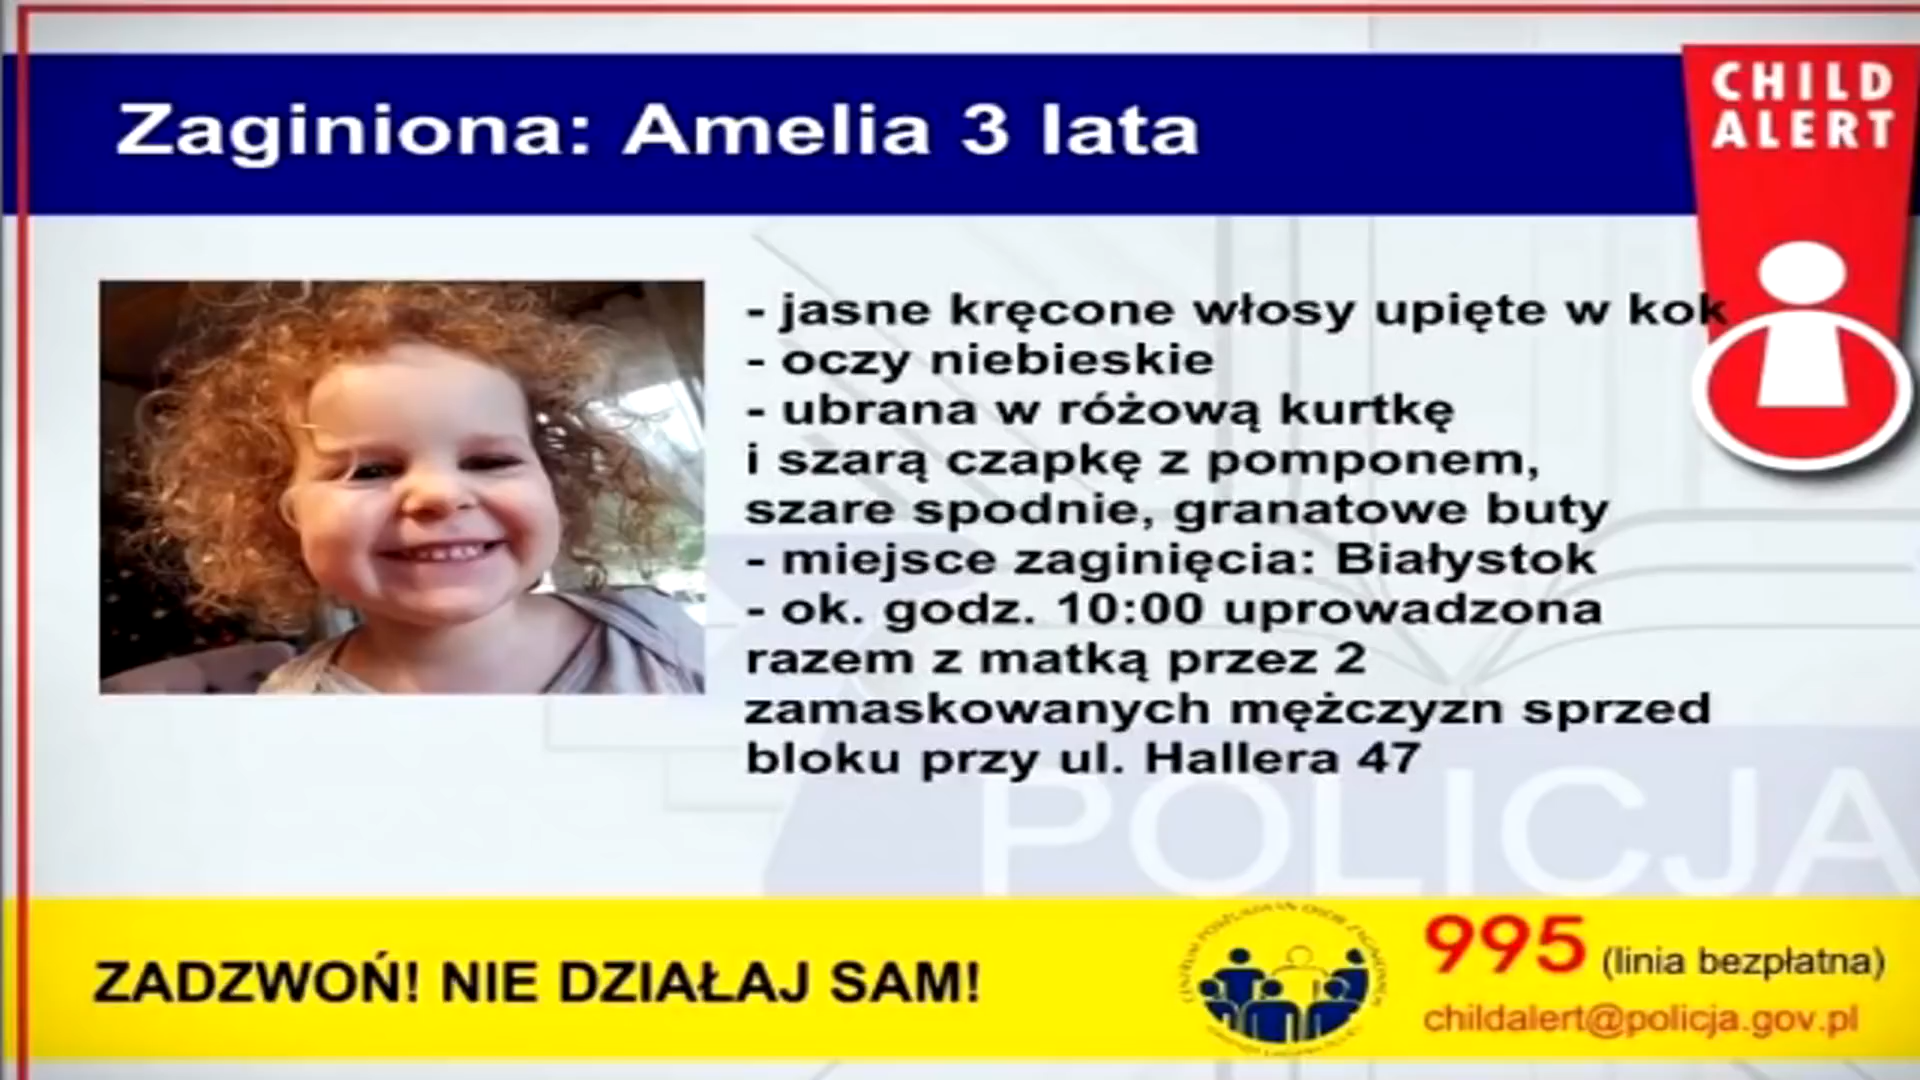 CHILD
ALERT
Zaginiona: Amelia 3 lata
- jasne kręcone włosy upięte w kok
- oczy niebieskie
- ubrana w różową kurtkę
i szarą czapkę z pomponem,
szare spodnie, granatowe buty
- miejsce zaginięcia: Białystok
- ok. godz. 10:00 uprowadzona
razem z matką przez 2
zamaskowanych mężczyzn sprzed
bloku przy ul. Hallera 47
POLICJA
ZADZWOŃ! NIE DZIAŁAJ SAM!
995 (linia bezpłatna)
childalert@policja.gov.pl